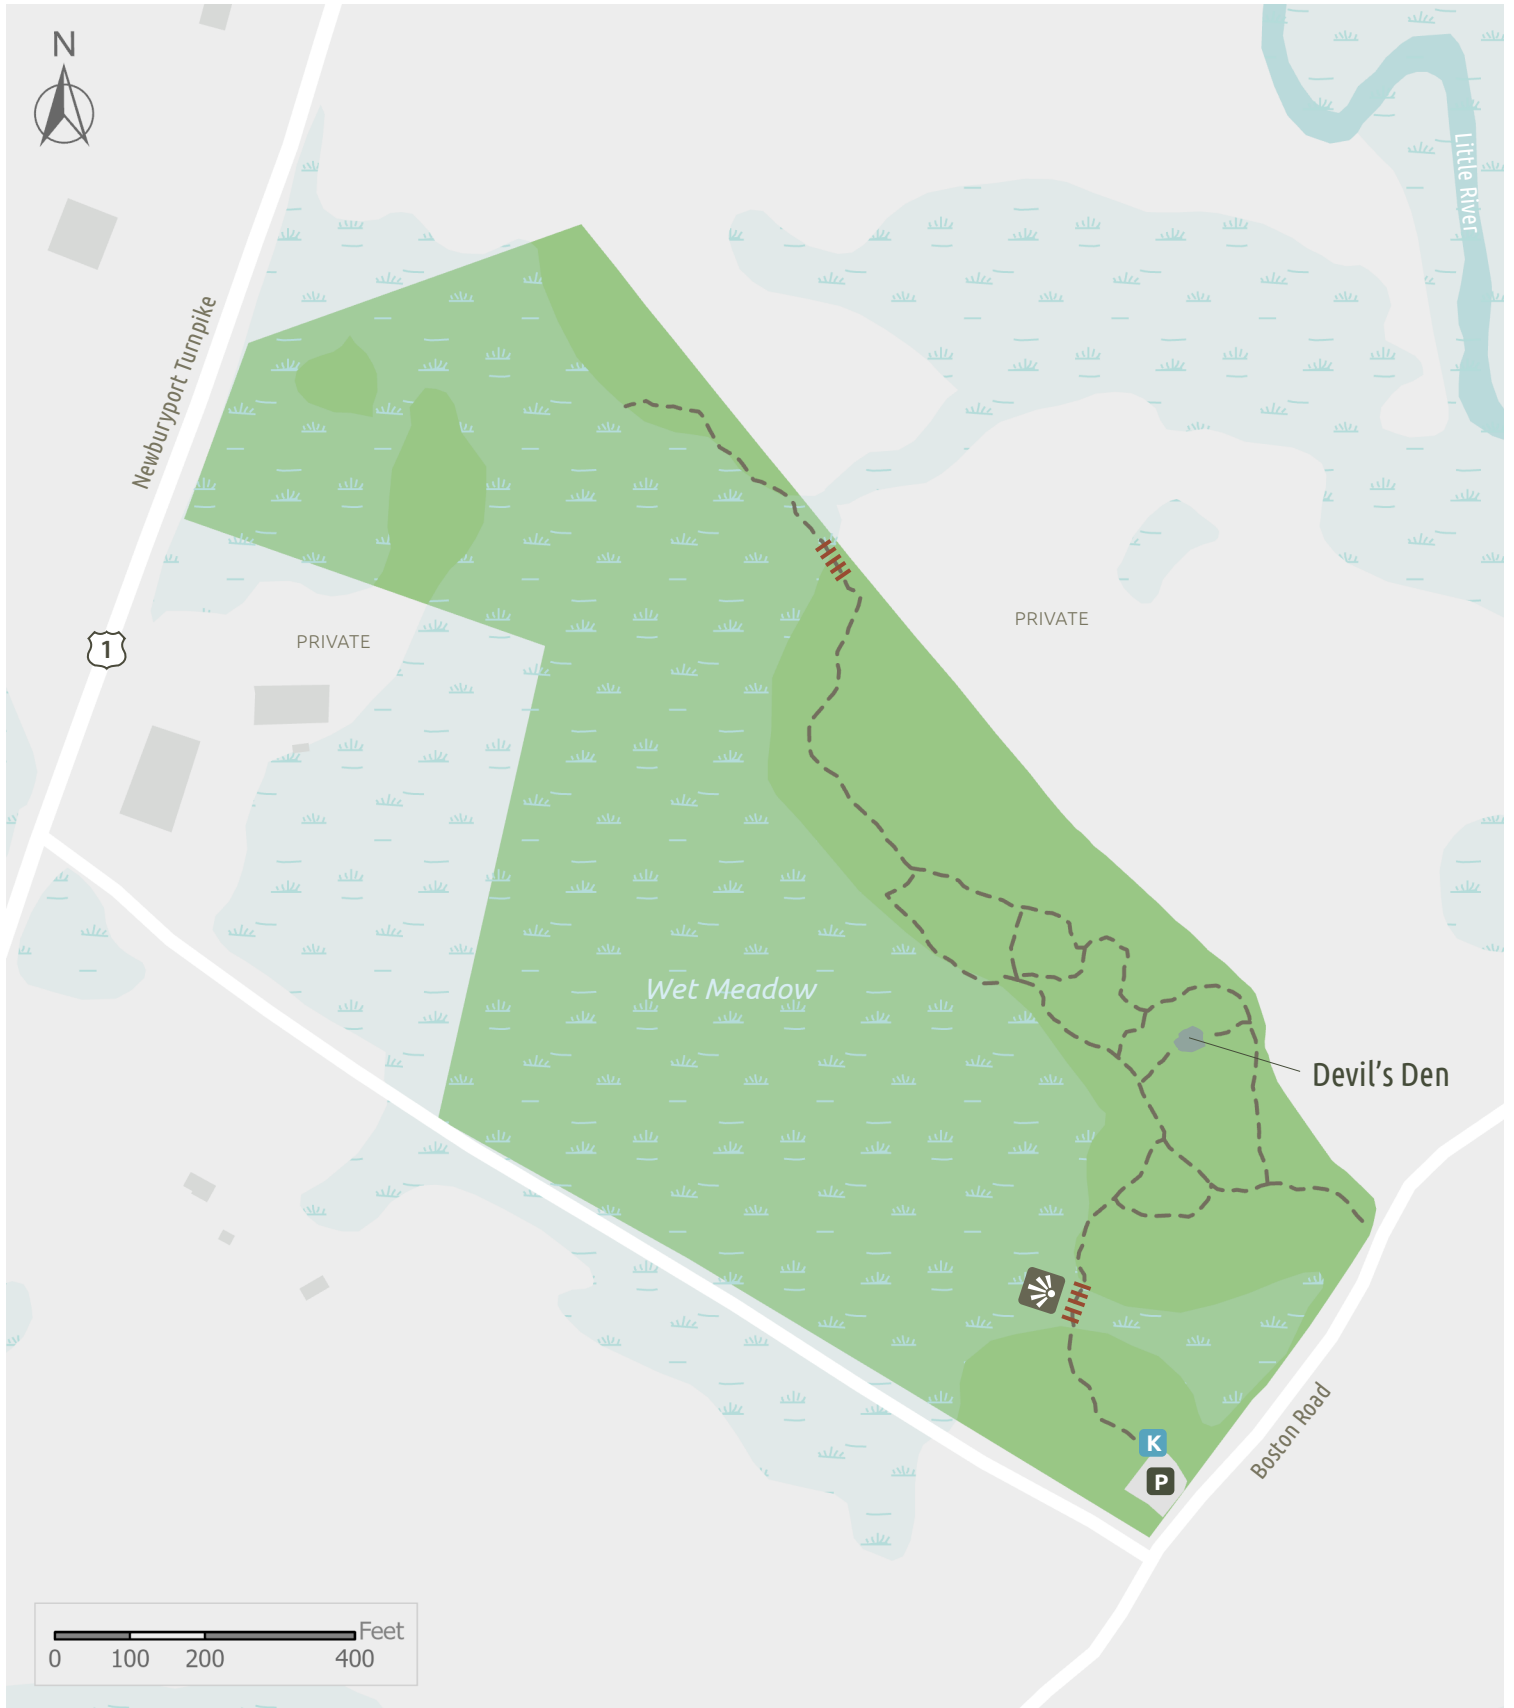 N
Little River
Newburyport Turnpike
1
PRIVATE
PRIVATE
Wet Meadow
Devil's Den
Boston Road
K
P
Feet
0 100 200 400